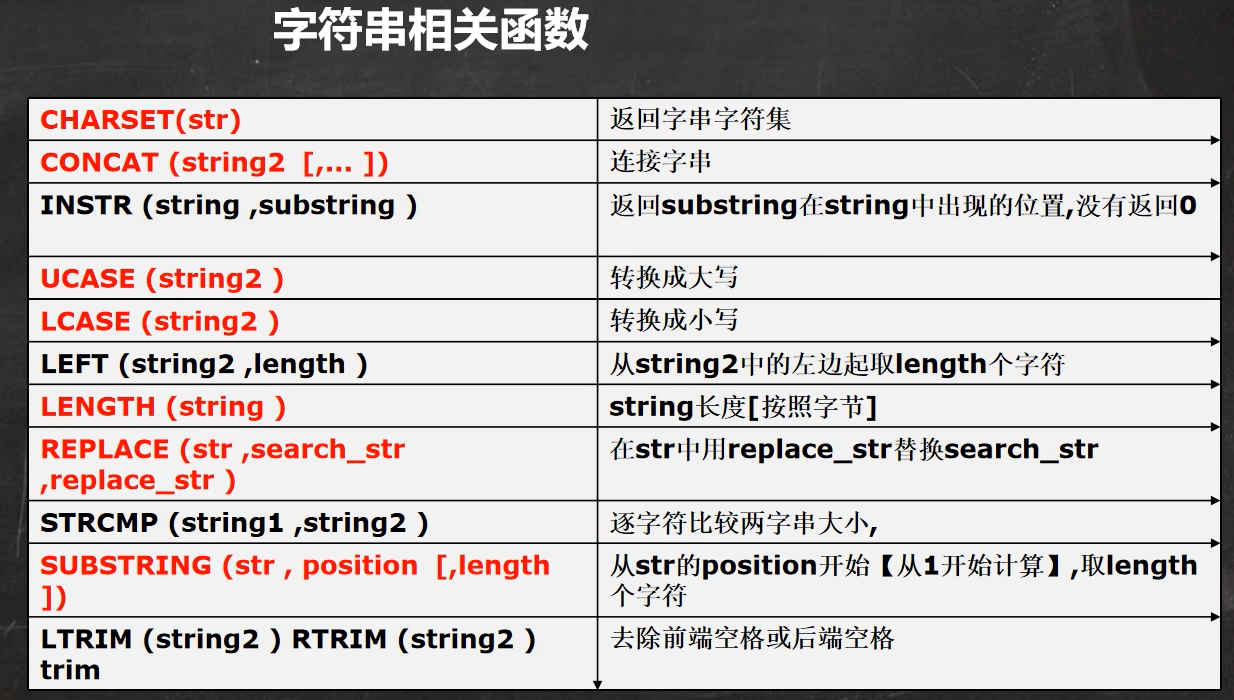 字符串相关函数
CHARSET(str)
返回字串字符集
CONCAT (string2  [,... ])
连接字串
INSTR (string ,substring )
返回substring在string中出现的位置,没有返回0
UCASE (string2 )
转换成大写
LCASE (string2 )
转换成小写
LEFT (string2 ,length )
从string2中的左边起取length个字符
LENGTH (string )
string长度[按照字节]
REPLACE (str ,search_str
,replace_str )
在str中用replace_str替换search_str
STRCMP (string1 ,string2 )
逐字符比较两字串大小,
SUBSTRING (str , position  [,length
])
从str的position开始【从1开始计算】,取length
个字符
LTRIM (string2 ) RTRIM (string2 )
trim
去除前端空格或后端空格